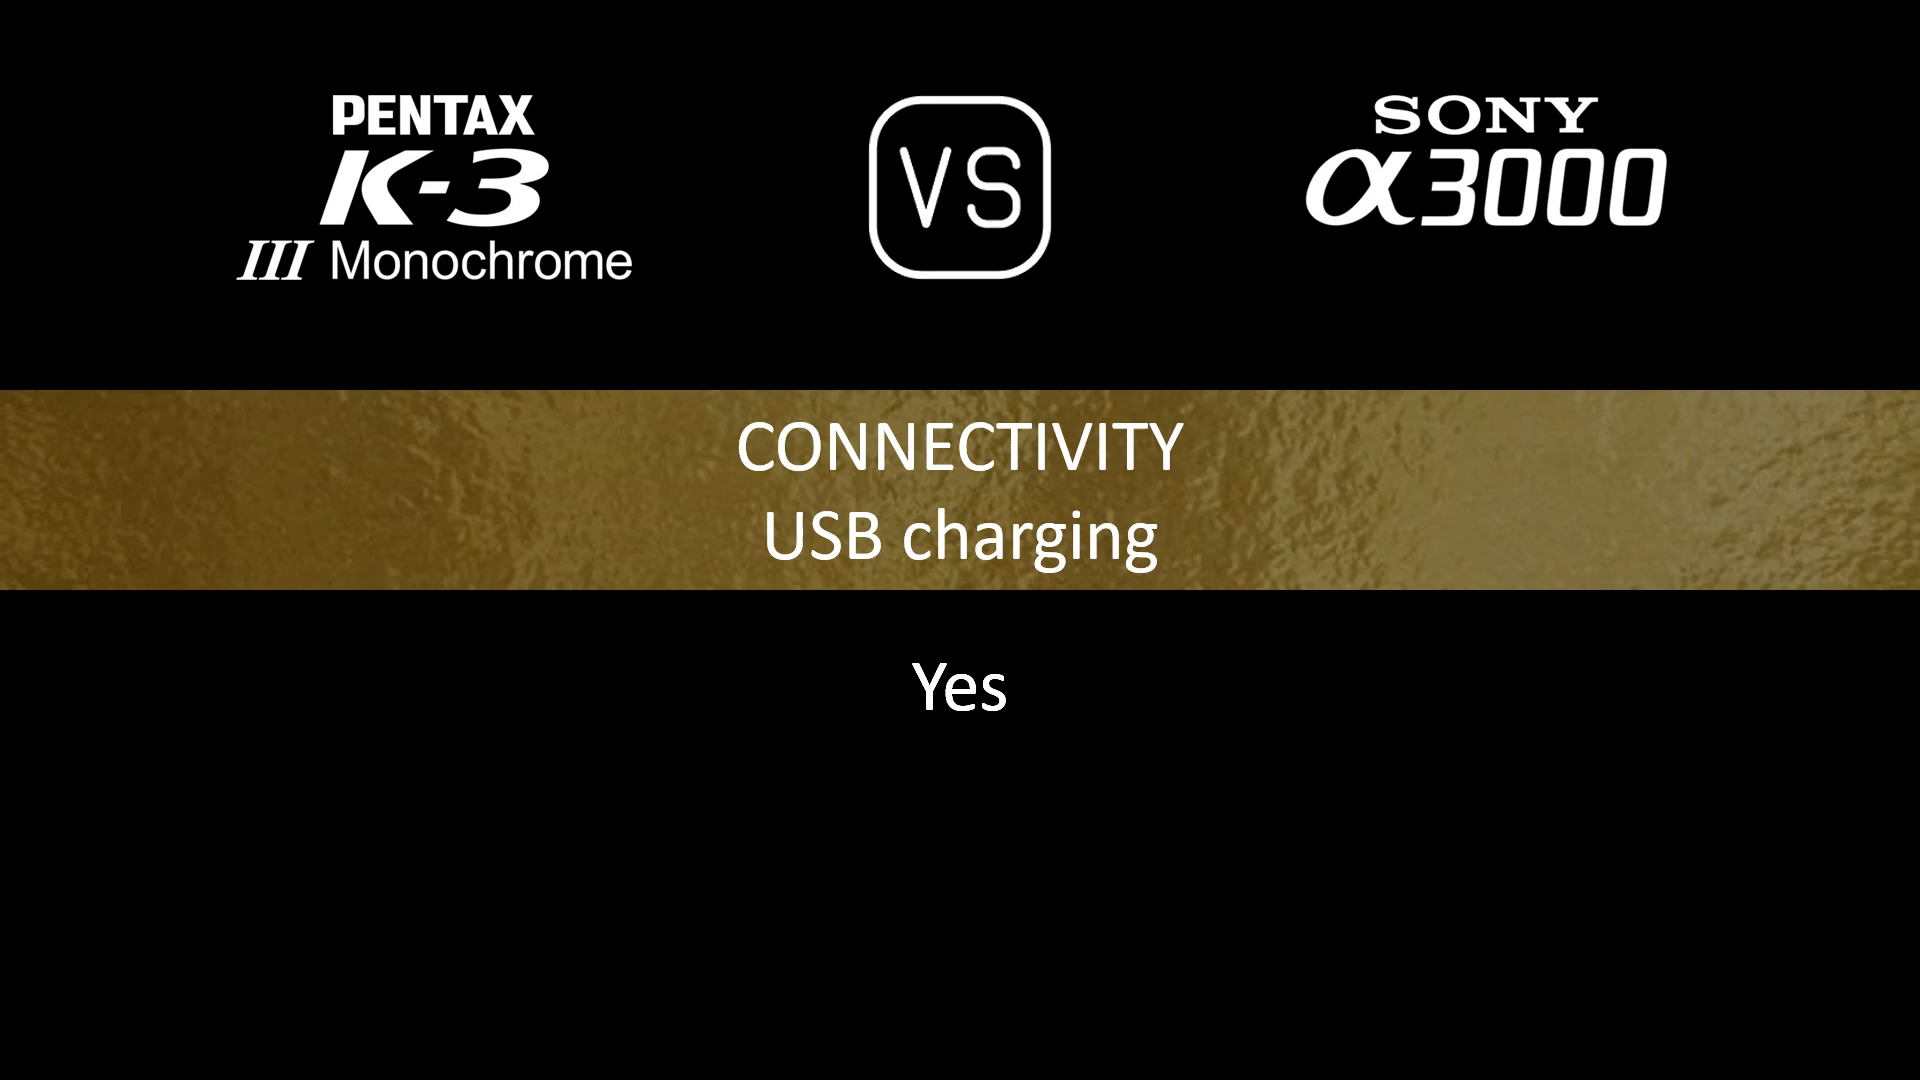 PENTAX
K-3
III Monochrome
VS
SONY
α3000
CONNECTIVITY
USB charging
Yes